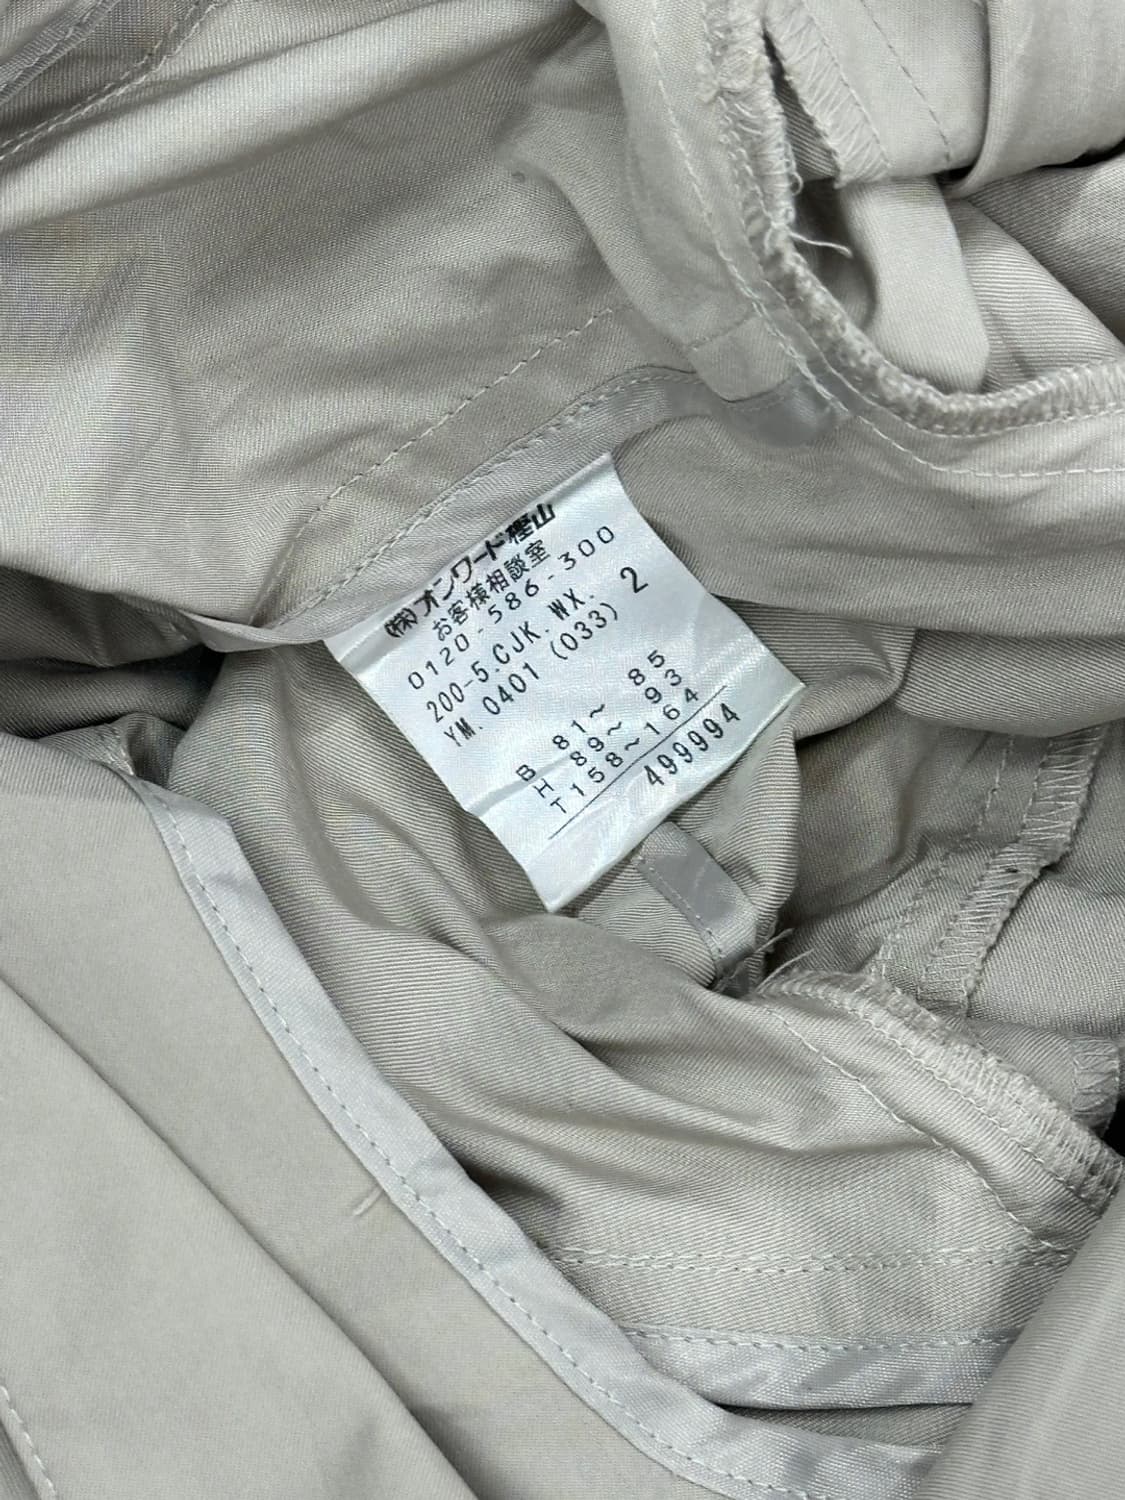 (株)オンワード樫山
お客様相談室
0120-586-300
200-5.CJK.WX. 2
YM.0401 (033)
B 81~ 85
H 89~ 93
T158~164
499994